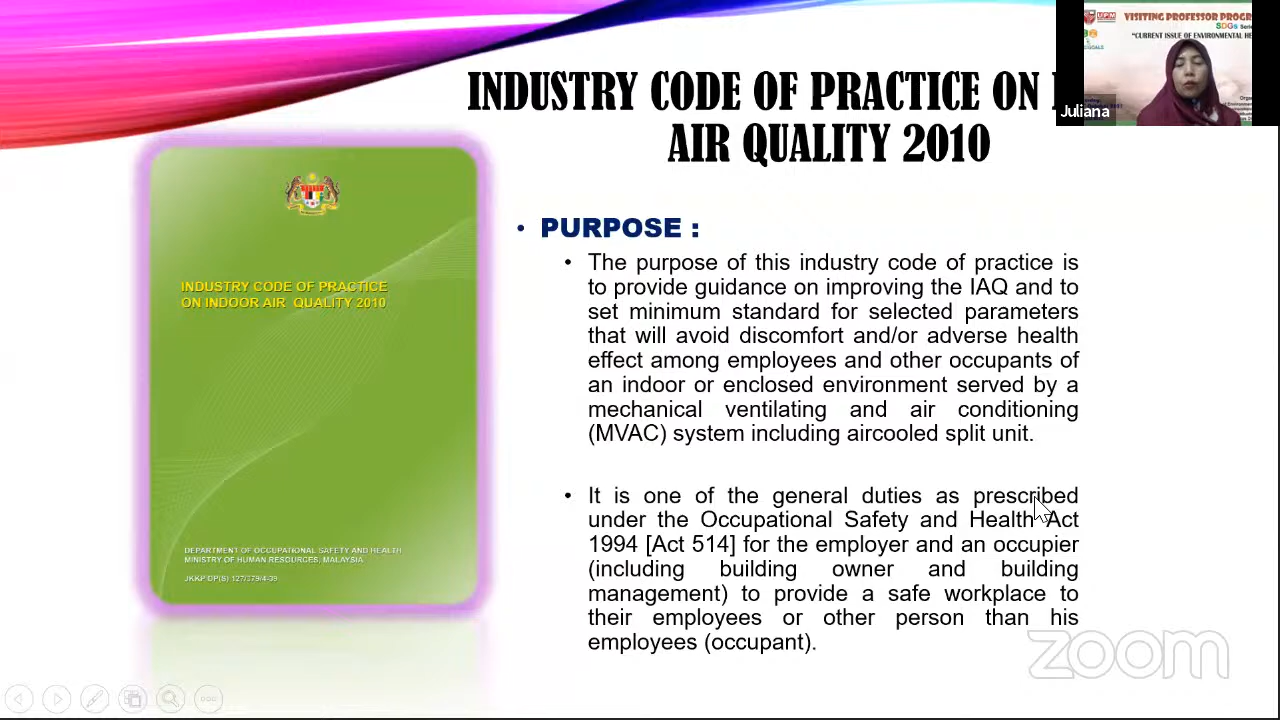 INDUSTRY CODE OF PRACTICE ON
AIR QUALITY 2010
UPM
VISITING PROFESSOR PROGR
SDGs
"CURRENT ISSUE OF ENVIRONMENTAL HE
Juliana
INDUSTRY CODE OF PRACTICE
ON INDOOR AIR QUALITY 2010
DEPARTMENT OF OCCUPATIONAL SAFETY AND HEALTH
MINISTRY OF HUMAN RESOURCES, MALAYSIA
JKKP DP(S) 127/379/4-39
• PURPOSE :
• The purpose of this industry code of practice is
to provide guidance on improving the IAQ and to
set minimum standard for selected parameters
that will avoid discomfort and/or adverse health
effect among employees and other occupants of
an indoor or enclosed environment served by a
mechanical ventilating and air conditioning
(MVAC) system including aircooled split unit.
• It is one of the general duties as prescribed
under the Occupational Safety and Health Act
1994 [Act 514] for the employer and an occupier
(including building owner and building
management) to provide a safe workplace to
their employees or other person than his
employees (occupant).
zoom